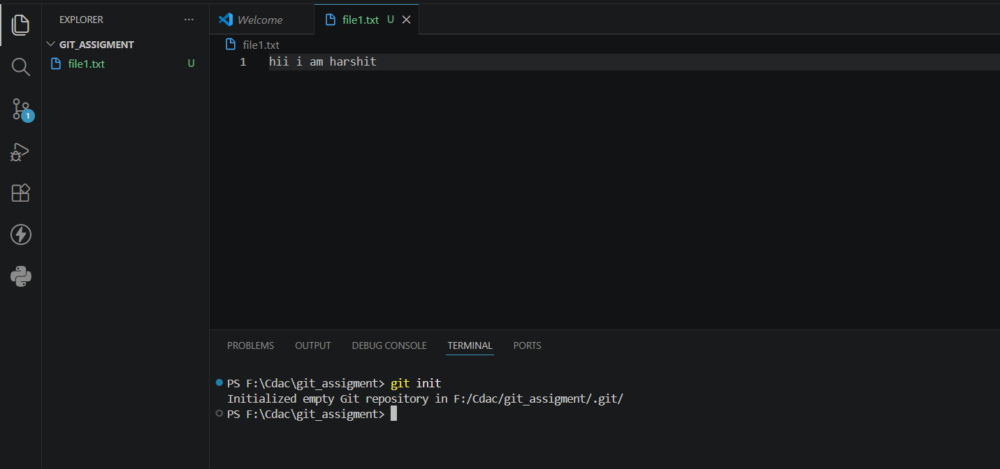 EXPLORER ...
GIT_ASSIGMENT
file1.txt U
1
Welcome
file1.txt U
file1.txt
1 hii i am harshit
PROBLEMS OUTPUT DEBUG CONSOLE TERMINAL PORTS
PS F:\Cdac\git_assigment> git init
Initialized empty Git repository in F:/Cdac/git_assigment/.git/
PS F:\Cdac\git_assigment>